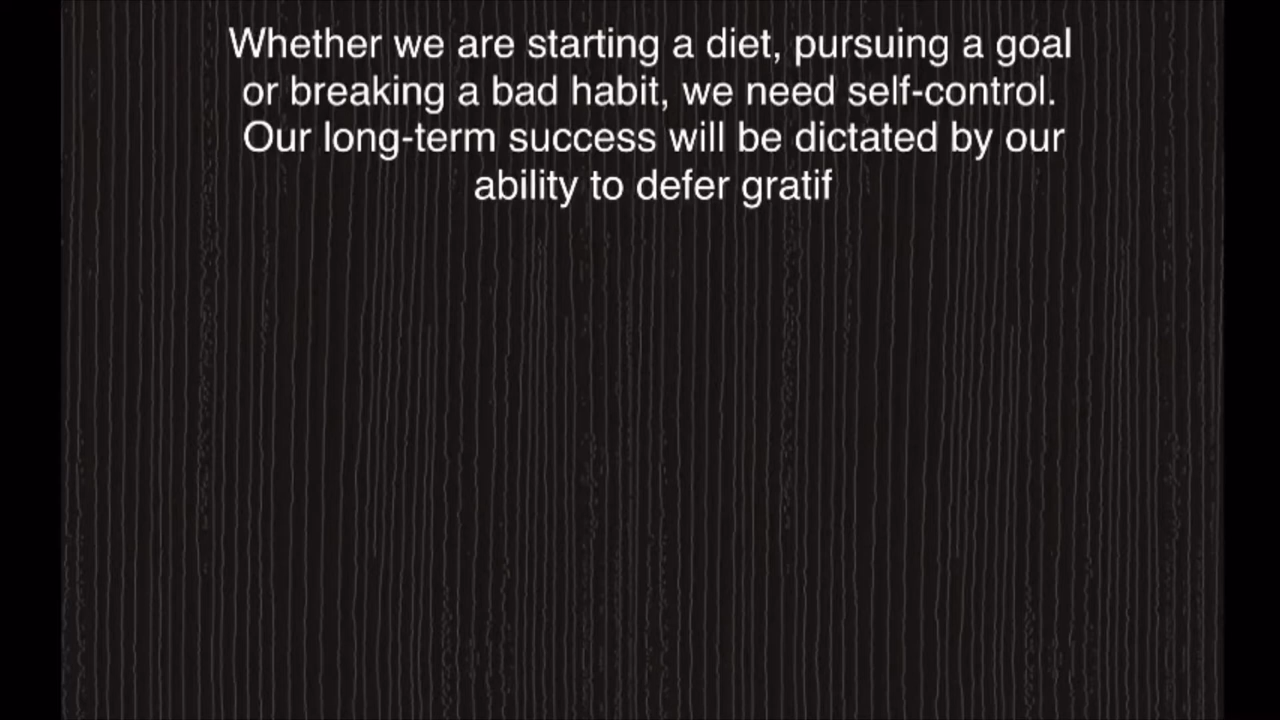 Whether we are starting a diet, pursuing a goal
or breaking a bad habit, we need self-control.
Our long-term success will be dictated by our
ability to defer gratif